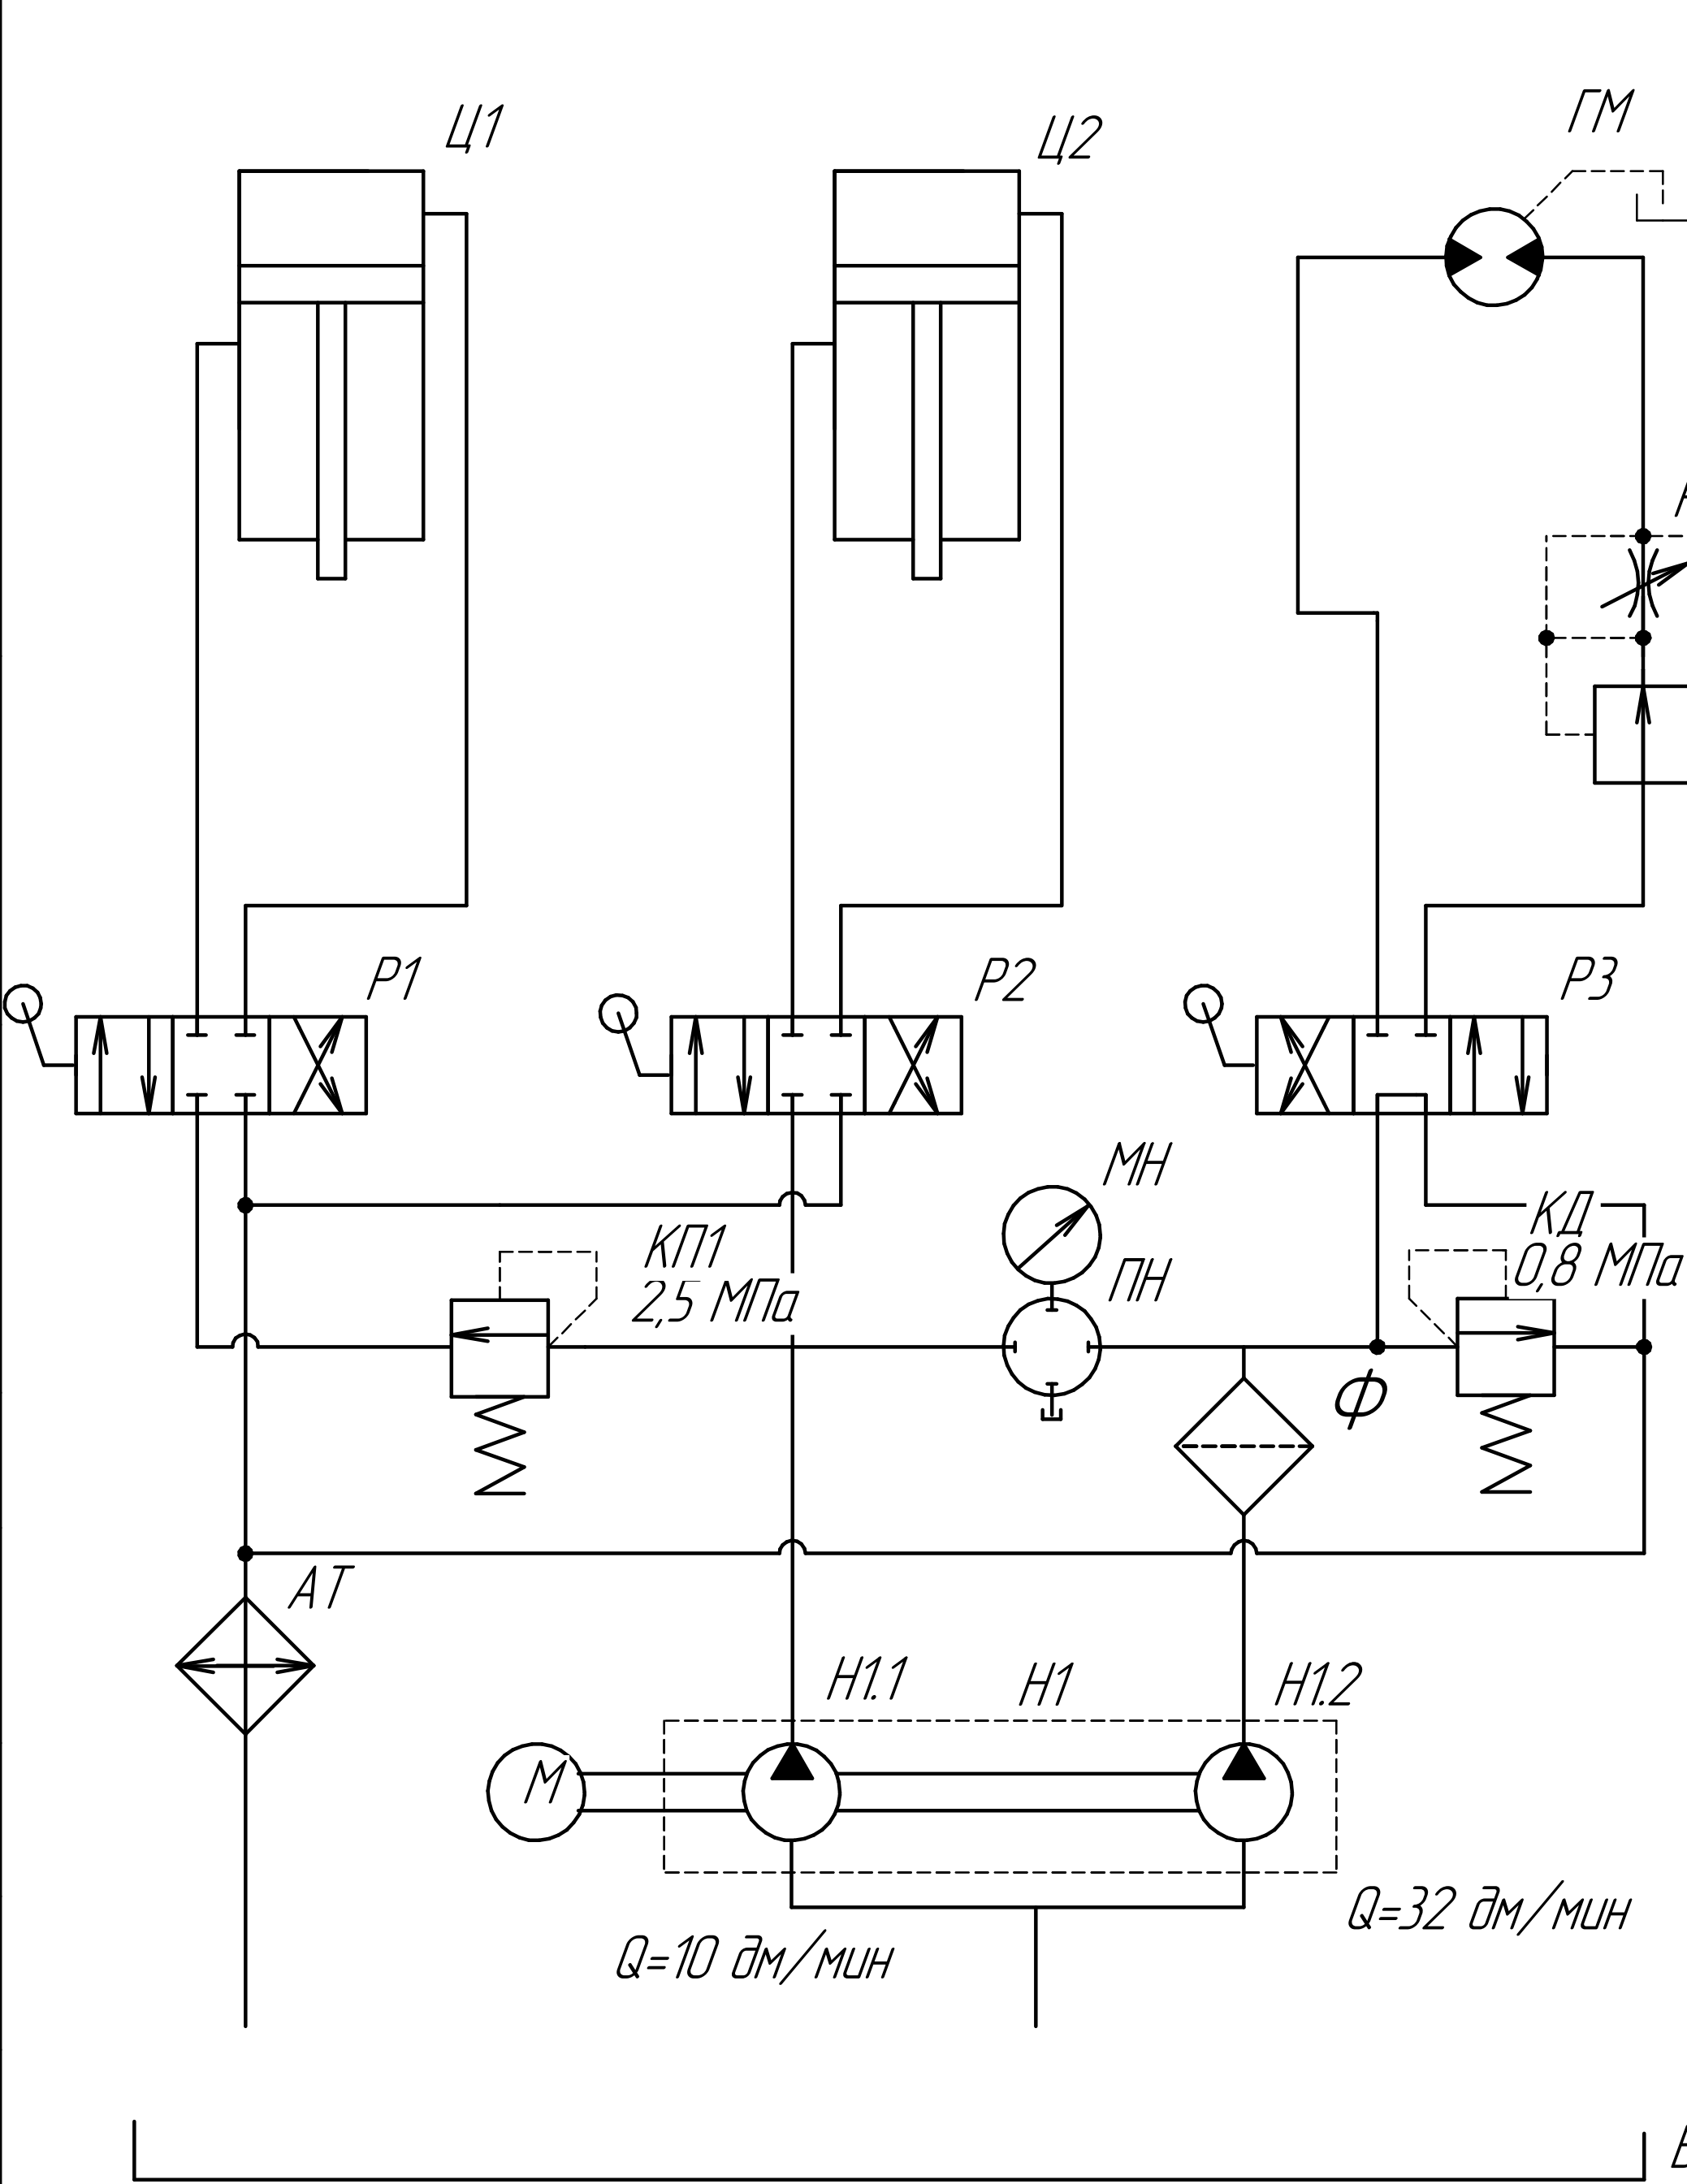 Ц1
Ц2
ГМ
Р1
Р2
Р3
МН
КП1
2,5 МПа
ПН
КД
0,8 МПа
Ф
АТ
Н1.1
Н1
Н1.2
М
Q=32 дм/мин
Q=10 дм/мин